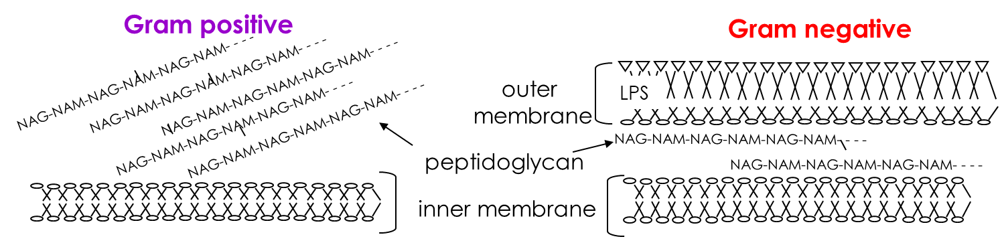 Gram positive
NAG-NAM-NAG-NAM-NAG-NAM- - - -
NAG-NAM-NAG-NAM-NAG-NAM- - - -
NAG-NAM-NAG-NAM-NAG-NAM- - - -
NAG-NAM-NAG-NAM-NAG-NAM- - - -
NAG-NAM-NAG-NAM-NAG-NAM- - - -
Gram negative
outer
membrane
LPS
NAG-NAM-NAG-NAM-NAG-NAM- - - -
peptidoglycan
NAG-NAM-NAG-NAM-NAG-NAM- - - -
inner membrane